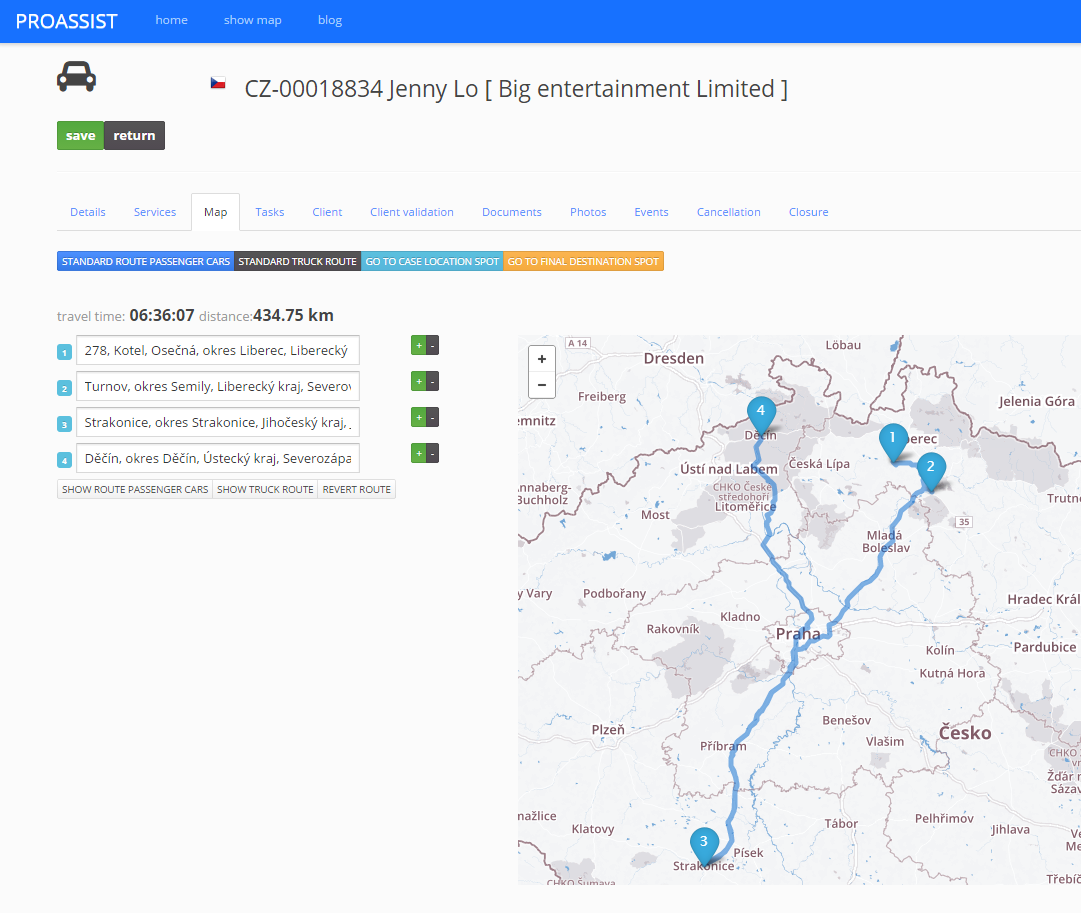 PROASSIST home show map blog
CZ-00018834 Jenny Lo [ Big entertainment Limited ]
save return
Details Services Map Tasks Client Client validation Documents Photos Events Cancellation Closure
STANDARD ROUTE PASSENGER CARS STANDARD TRUCK ROUTE GO TO CASE LOCATION SPOT GO TO FINAL DESTINATION SPOT
travel time: 06:36:07 distance:434.75 km
1 278, Kotel, Osečná, okres Liberec, Liberecký + -
2 Turnov, okres Semily, Liberecký kraj, Severov + -
3 Strakonice, okres Strakonice, Jihočeský kraj, + -
4 Děčín, okres Děčín, Ústecký kraj, Severozápa + -
SHOW ROUTE PASSENGER CARS SHOW TRUCK ROUTE REVERT ROUTE
+
−
A 14
Löbau
Dresden
Freiberg
Jelenia Góra
emnitz
4
Děčín
1
berec
2
Ústí nad Labem
Česká Lípa
nnaberg-
Buchholz
CHKO České
středohoří
Litoměřice
Trutno
Most
35
Mladá
Boleslav
y Vary
Podbořany
Hradec Král
Kladno
Rakovník
Praha
Pardubice
Kolín
Kutná Hora
Plzeň
Benešov
Česko
Vlašim
Příbram
CHKO
Žďár n
Sázav
mažlice
Klatovy
Tábor
Pelhřimov
Jihlava
Ve
Me
3
Písek
Strakonice
Třebíč
CHKO Šumava